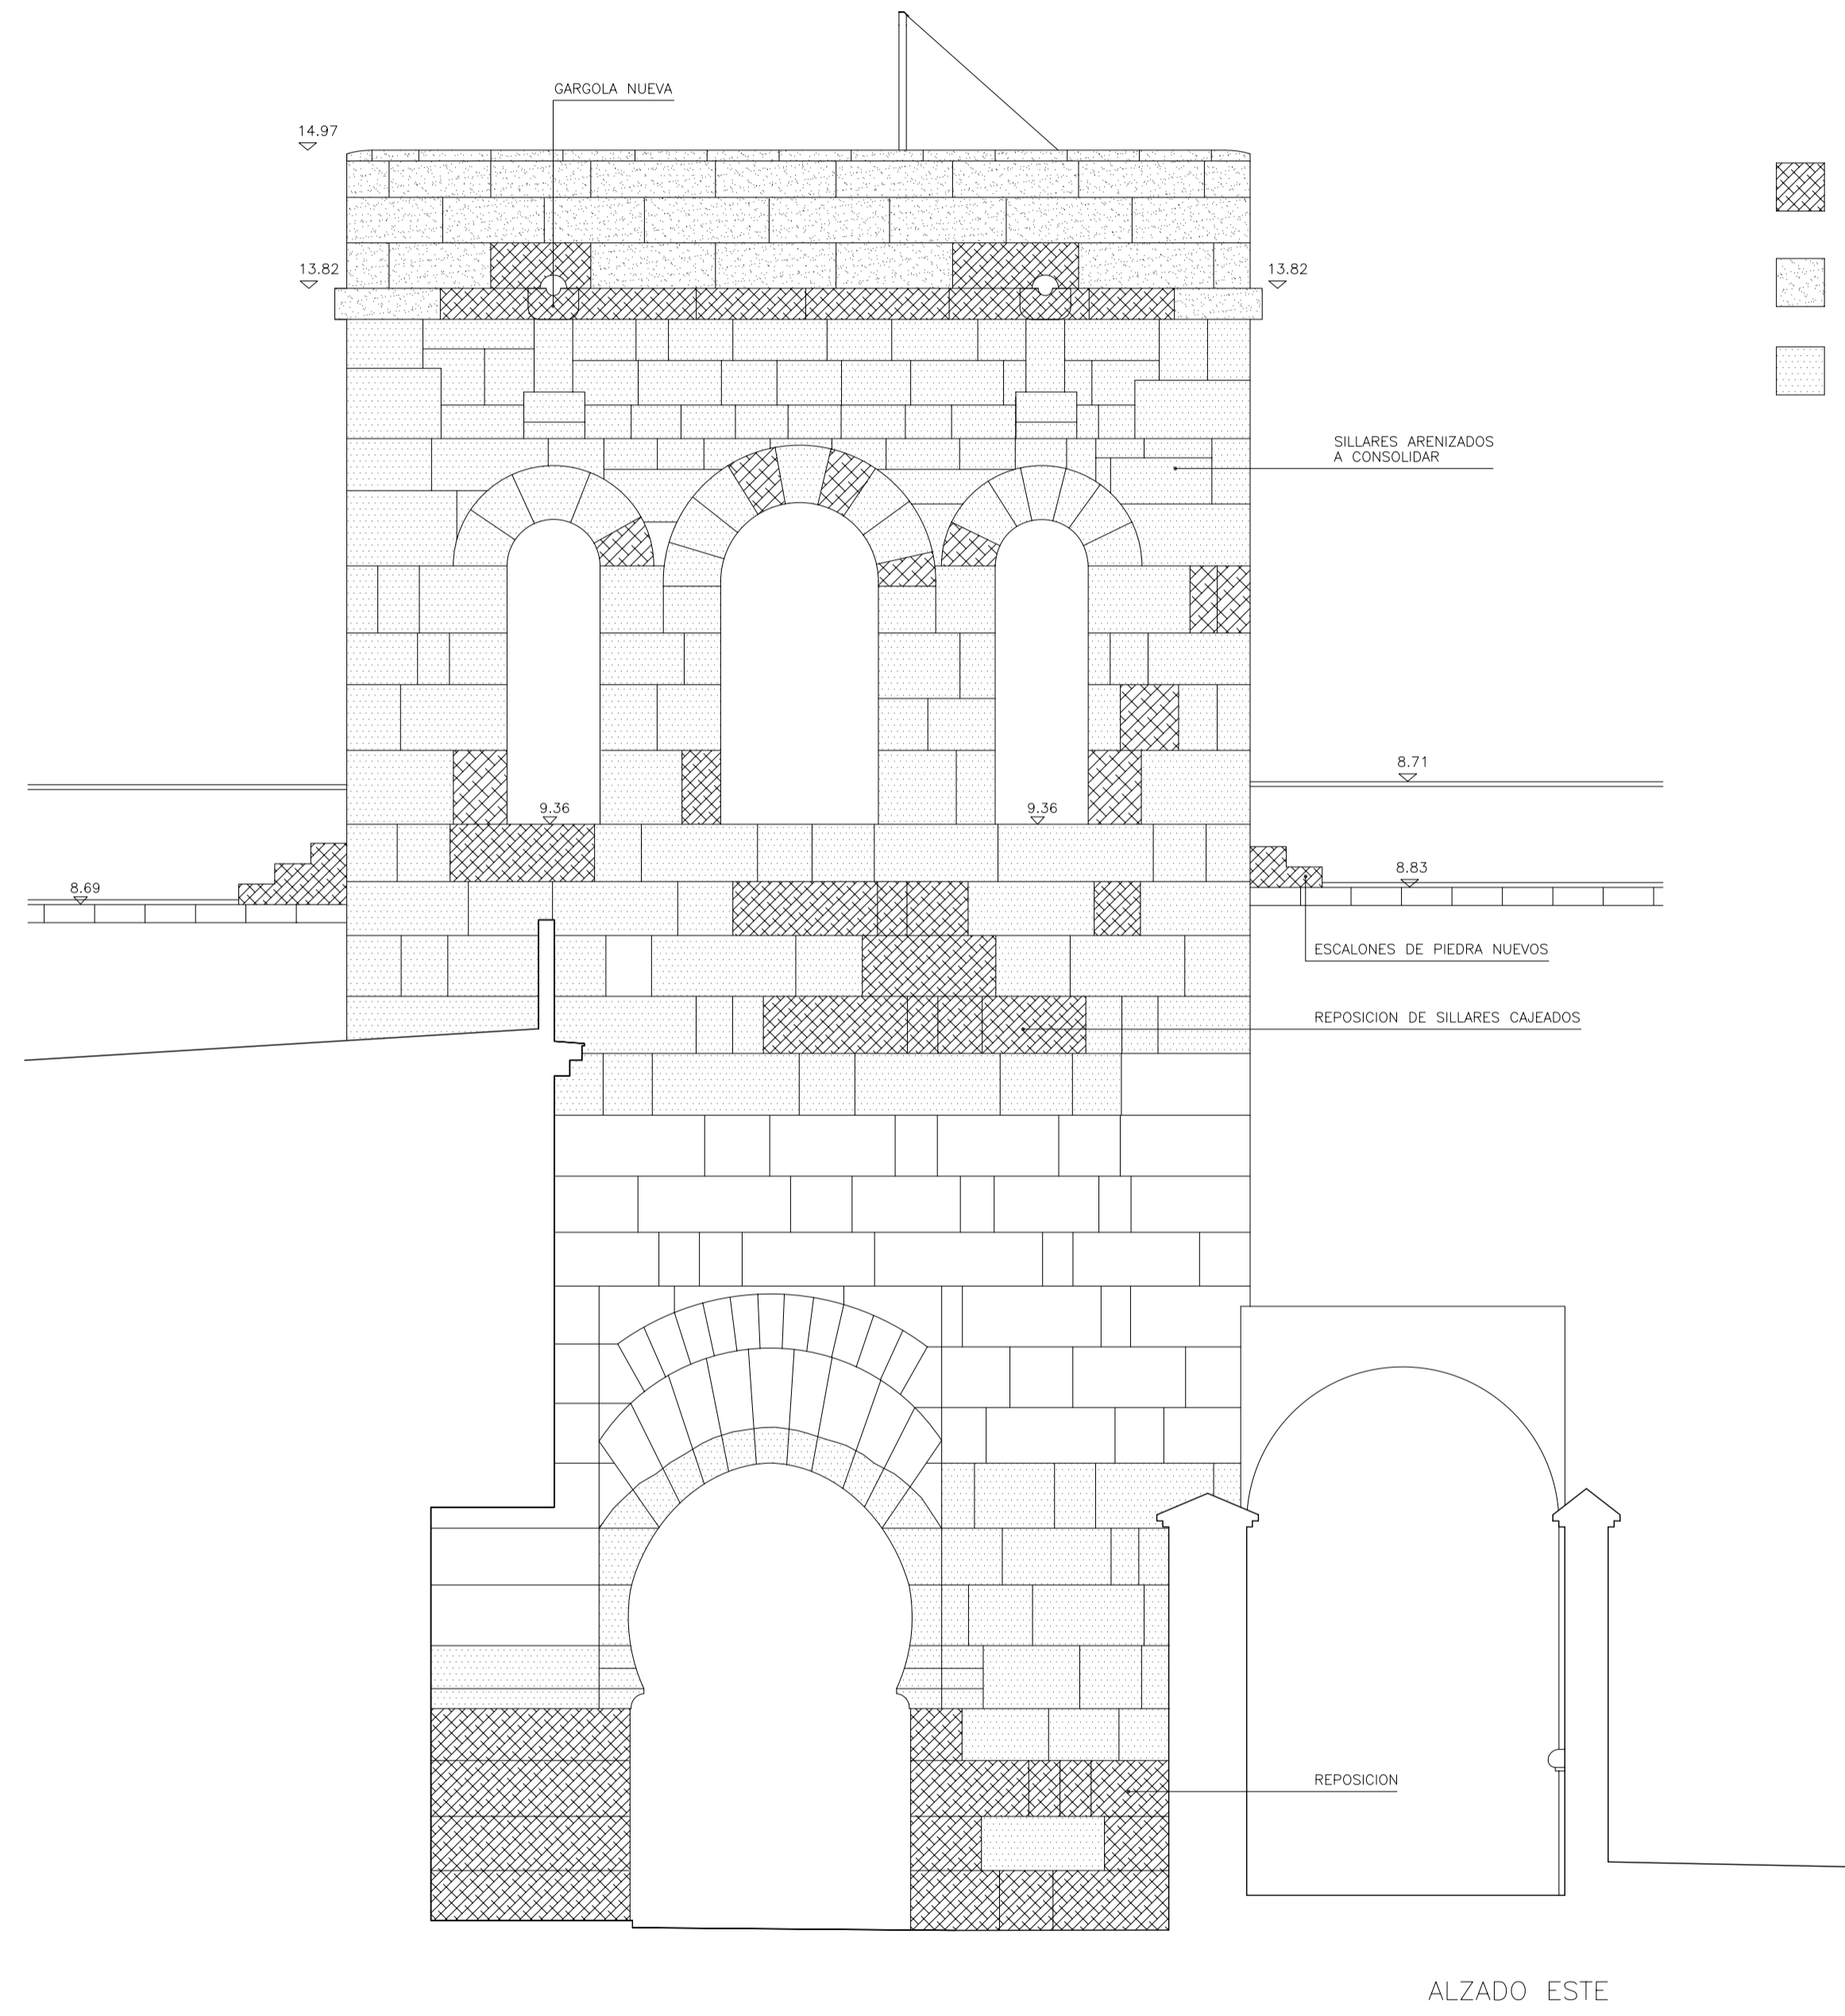 GARGOLA NUEVA
14.97
13.82
13.82
SILLARES ARENIZADOS
A CONSOLIDAR
8.71
9.36
9.36
8.69
8.83
ESCALONES DE PIEDRA NUEVOS
REPOSICION DE SILLARES CAJEADOS
REPOSICION
ALZADO ESTE